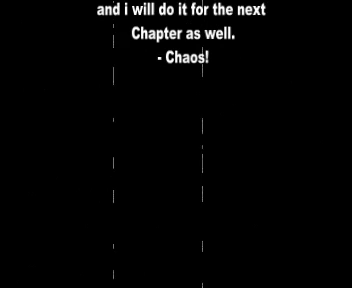 and i will do it for the next
Chapter as well.
- Chaos!